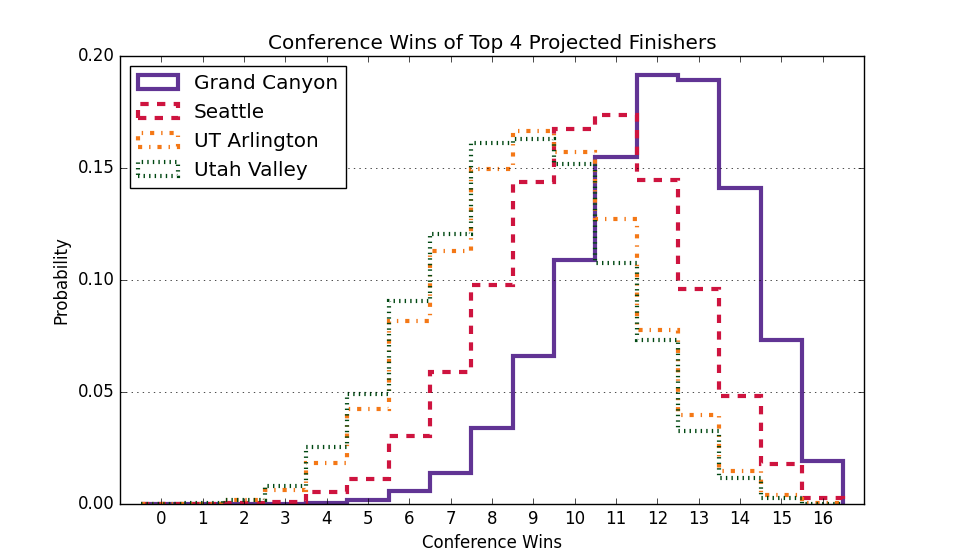 Conference Wins of Top 4 Projected Finishers
Grand Canyon
Seattle
UT Arlington
Utah Valley
0.20
0.15
0.10
0.05
0.00
Probability
0 1 2 3 4 5 6 7 8 9 10 11 12 13 14 15 16
Conference Wins